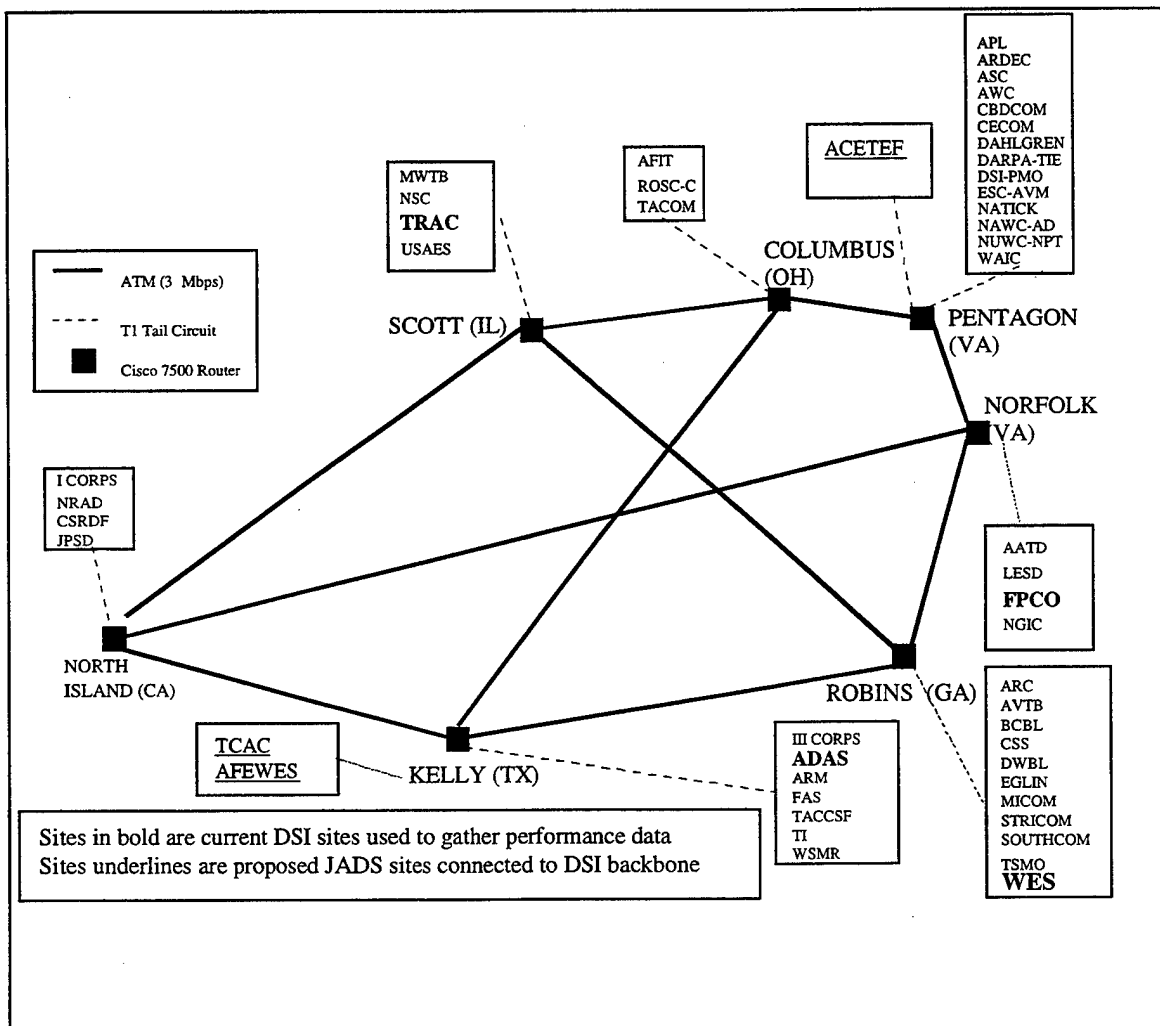 APL
ARDEC
ASC
AWC
CBDCOM
CECOM
DAHLGREN
DARPA-TIE
DSI-PMO
ESC-AVM
NATICK
NAWC-AD
NUWC-NPT
WAIC
ACETEF
AFIT
ROSC-C
TACOM
MWTB
NSC
TRAC
USAES
COLUMBUS
(OH)
ATM (3 Mbps)
T1 Tail Circuit
Cisco 7500 Router
SCOTT (IL)
PENTAGON
(VA)
NORFOLK
(VA)
I CORPS
NRAD
CSRDF
JPSD
AATD
LESD
FPCO
NGIC
NORTH
ISLAND (CA)
ROBINS (GA)
ARC
AVTB
BCBL
CSS
DWBL
EGLIN
MICOM
STRICOM
SOUTHCOM
TSMO
WES
TCAC
AFEWES
KELLY (TX)
III CORPS
ADAS
ARM
FAS
TACCSF
TI
WSMR
Sites in bold are current DSI sites used to gather performance data
Sites underlines are proposed JADS sites connected to DSI backbone